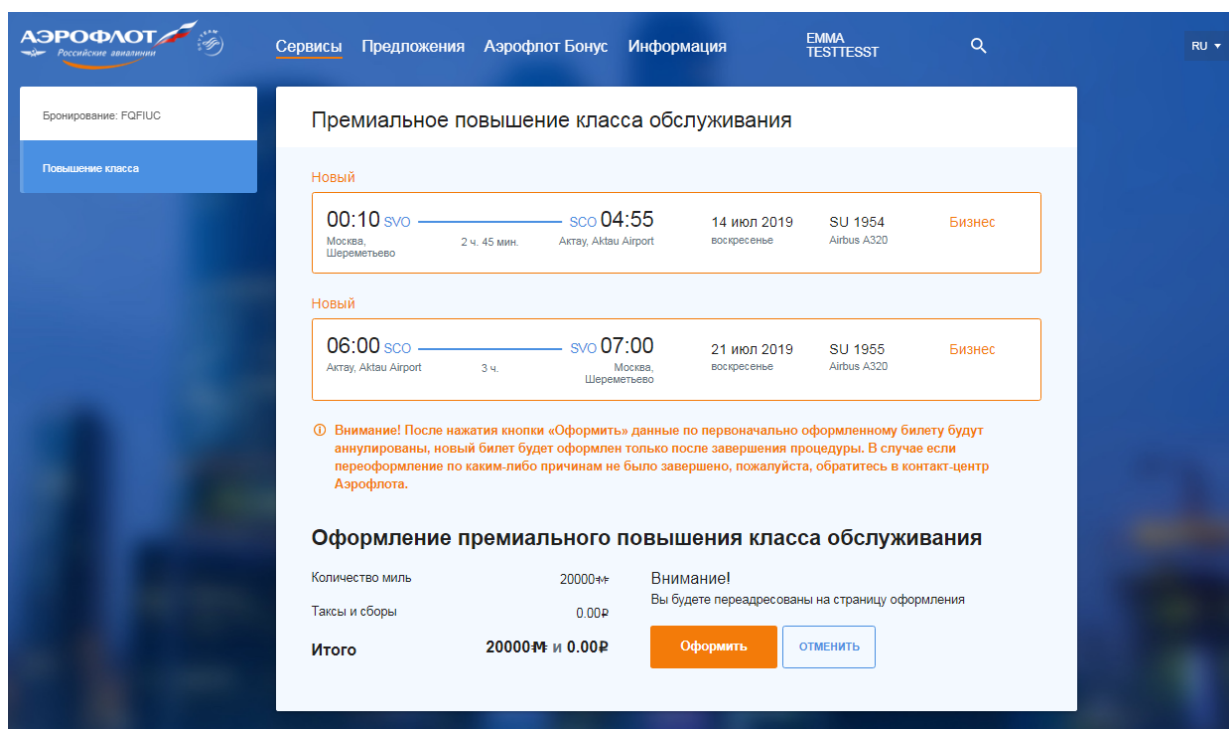 АЭРОФЛОТ
Российские авиалинии
Сервисы Предложения Аэрофлот Бонус Информация
EMMA
TESTTESST
RU
Бронирование: FQFIUC
Повышение класса
Премиальное повышение класса обслуживания
Новый
00:10 SVO SCO 04:55 14 июл 2019 SU 1954 Бизнес
Москва, 2 ч. 45 мин. Актау, Aktau Airport воскресенье Airbus A320
Шереметьево
Новый
06:00 SCO SVO 07:00 21 июл 2019 SU 1955 Бизнес
Актау, Aktau Airport 3 ч. Москва, воскресенье Airbus A320
Шереметьево
Внимание! После нажатия кнопки «Оформить» данные по первоначально оформленному билету будут
аннулированы, новый билет будет оформлен только после завершения процедуры. В случае если
переоформление по каким-либо причинам не было завершено, пожалуйста, обратитесь в контакт-центр
Аэрофлота.
Оформление премиального повышения класса обслуживания
Количество миль 20000 Внимание!
Вы будете переадресованы на страницу оформления
Таксы и сборы 0.00₽
Итого 20000 и 0.00₽ Оформить ОТМЕНИТЬ